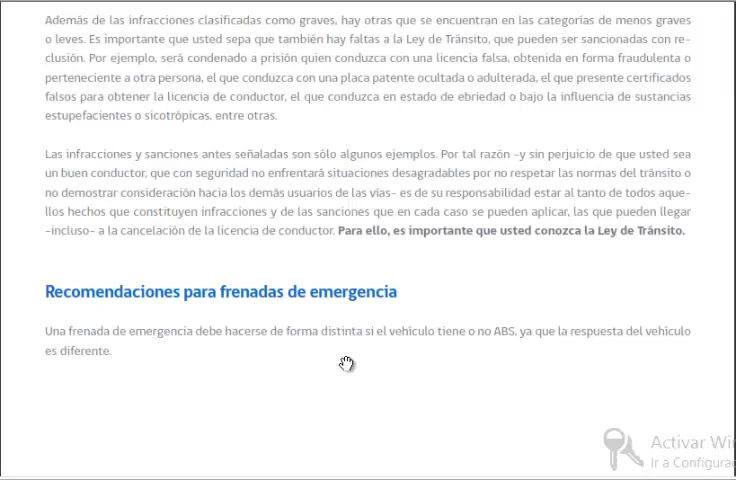 Además de las infracciones clasificadas como graves, hay otras que se encuentran en las categorías de menos graves
o leves. Es importante que usted sepa que también hay faltas a la Ley de Tránsito, que pueden ser sancionadas con re-
clusión. Por ejemplo, será condenado a prisión quien conduzca con una licencia falsa, obtenida en forma fraudulenta o
perteneciente a otra persona, el que conduzca con una placa patente ocultada o adulterada, el que presente certificados
falsos para obtener la licencia de conductor, el que conduzca en estado de ebriedad o bajo la influencia de sustancias
estupefacientes o sicotrópicas, entre otras.
Las infracciones y sanciones antes señaladas son sólo algunos ejemplos. Por tal razón -y sin perjuicio de que usted sea
un buen conductor, que con seguridad no enfrentará situaciones desagradables por no respetar las normas del tránsito o
no demostrar consideración hacia los demás usuarios de las vías- es de su responsabilidad estar al tanto de todos aque-
llos hechos que constituyen infracciones y de las sanciones que en cada caso se pueden aplicar, las que pueden llegar
-incluso- a la cancelación de la licencia de conductor. Para ello, es importante que usted conozca la Ley de Tránsito.
Recomendaciones para frenadas de emergencia
Una frenada de emergencia debe hacerse de forma distinta si el vehículo tiene o no ABS, ya que la respuesta del vehículo
es diferente.
Activar Wi
Ir a Configura